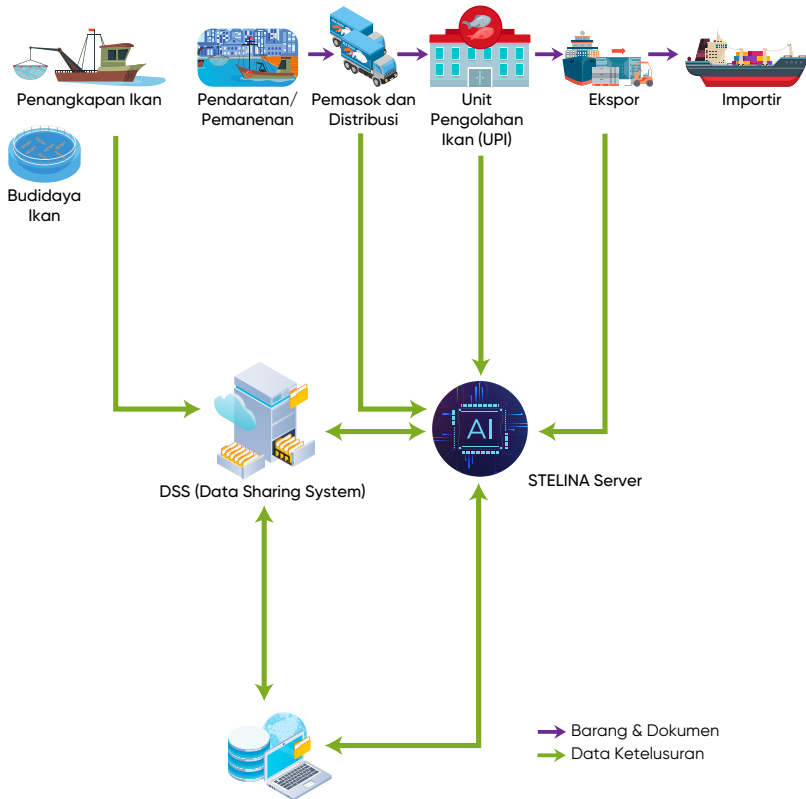 Penangkapan Ikan
Pendaratan/
Pemanenan
Pemasok dan
Distribusi
Unit
Pengolahan
Ikan (UPI)
Ekspor
Importir
Budidaya
Ikan
AI
DSS (Data Sharing System)
STELINA Server
Barang & Dokumen
Data Ketelusuran